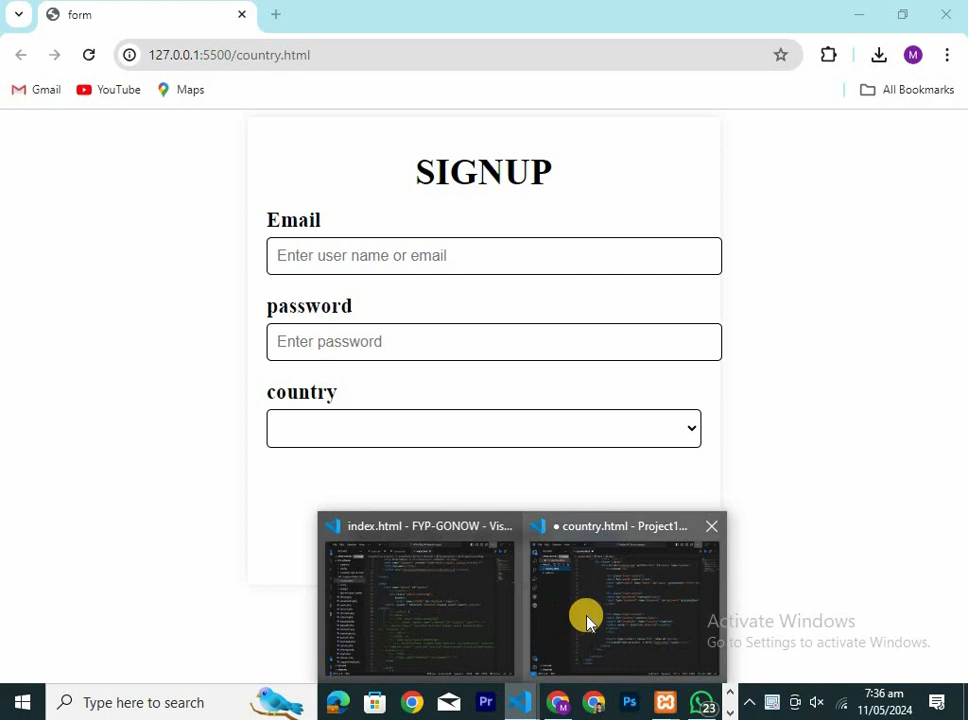 form
127.0.0.1:5500/country.html
M
Gmail
YouTube
Maps
All Bookmarks
SIGNUP
Email
Enter user name or email
password
Enter password
country
index.html - FYP-GONOW - Vis...
● country.html - Project1...
Activate Windows
Go to Settings to activate Windows.
Type here to search
Pr
M
Ps
23
7:36 am
11/05/2024